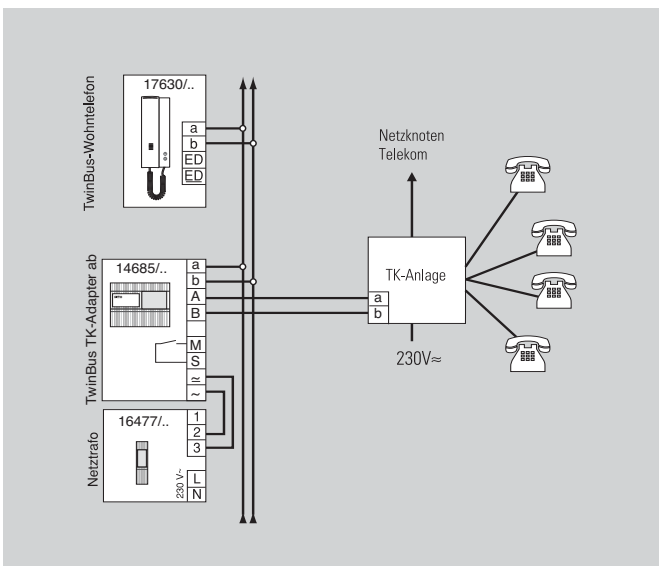 TwinBus-Wohntelefon
17630/..
a
b
ED
ED
Netzknoten
Telekom
TwinBus TK-Adapter ab
14685/..
a
b
A
B
M
S
≃
~
TK-Anlage
a
b
230V≈
Netztrafo
16477/..
1
2
3
230 V~
L
N